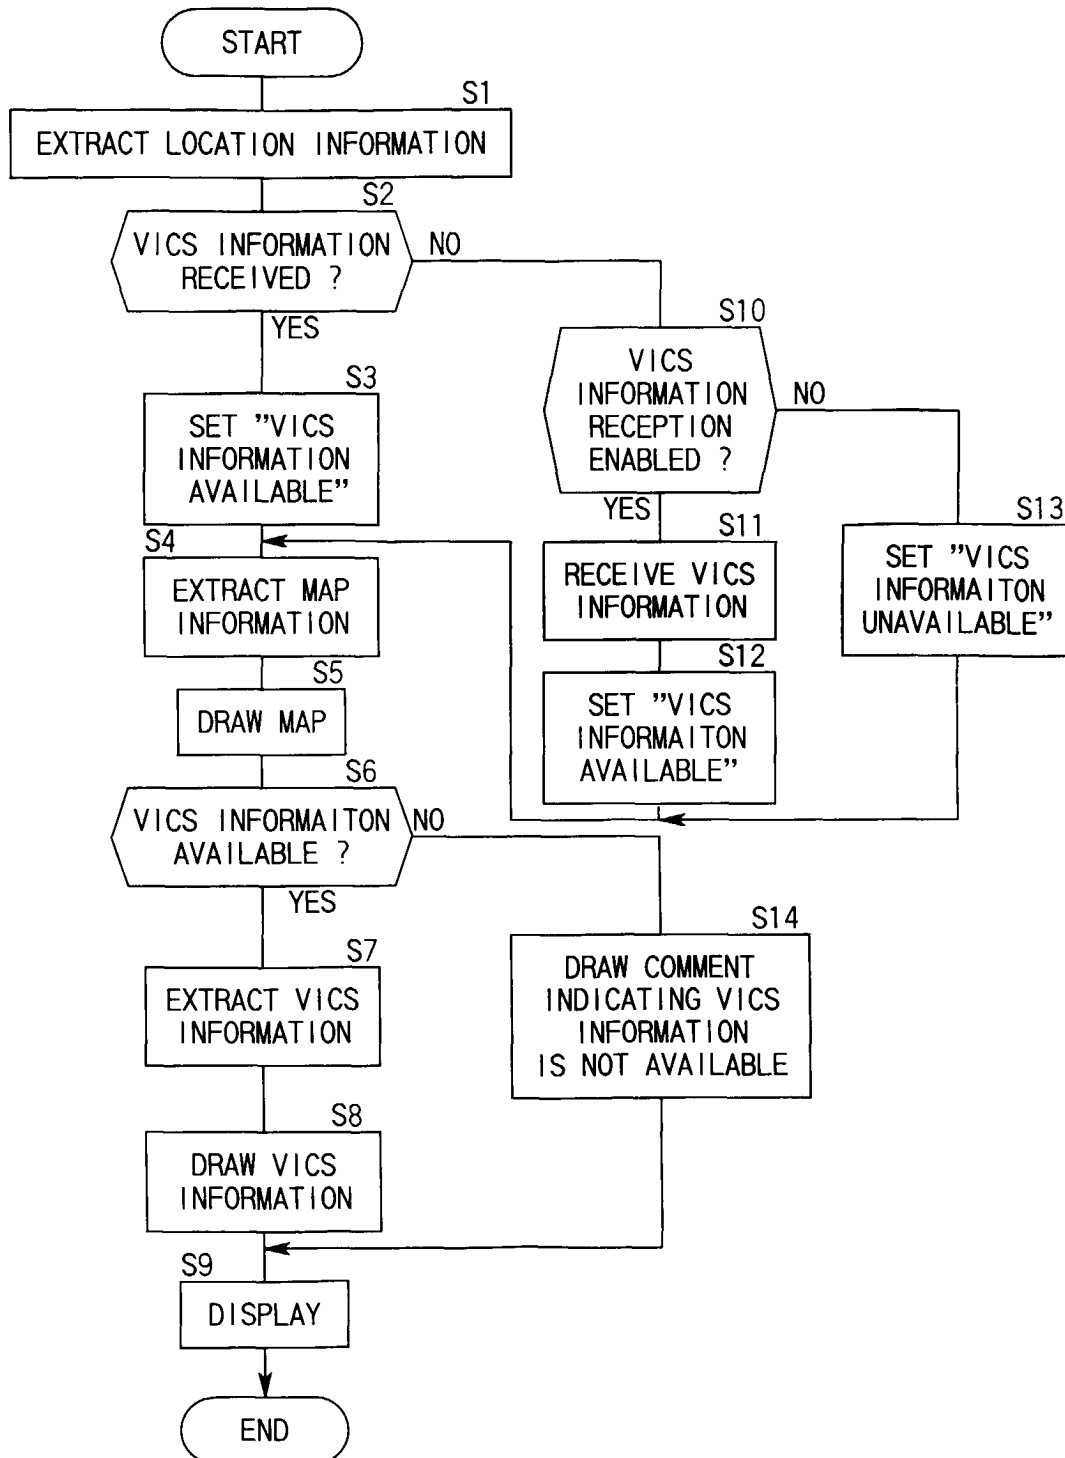 START
S1
EXTRACT LOCATION INFORMATION
S2
VICS INFORMATION
RECEIVED ?
NO
YES
S3
SET "VICS
INFORMATION
AVAILABLE"
S10
VICS
INFORMATION
RECEPTION
ENABLED ?
NO
YES
S11
RECEIVE VICS
INFORMATION
S12
SET "VICS
INFORMAITON
AVAILABLE"
S13
SET "VICS
INFORMAITON
UNAVAILABLE"
S4
EXTRACT MAP
INFORMATION
S5
DRAW MAP
S6
VICS INFORMAITON
AVAILABLE ?
NO
YES
S7
EXTRACT VICS
INFORMATION
S14
DRAW COMMENT
INDICATING VICS
INFORMATION
IS NOT AVAILABLE
S8
DRAW VICS
INFORMATION
S9
DISPLAY
END